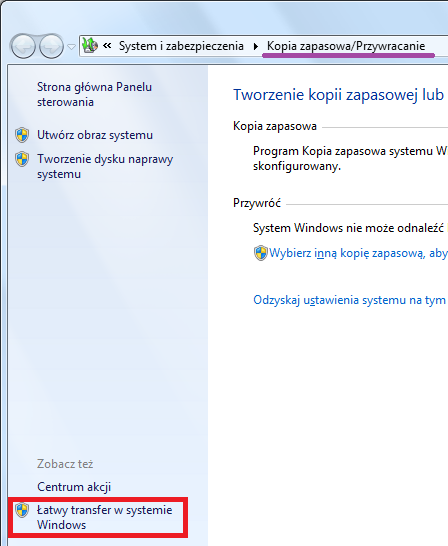 « System i zabezpieczenia Kopia zapasowa/Przywracanie
Strona główna Panelu
sterowania
Utwórz obraz systemu
Tworzenie dysku naprawy
systemu
Zobacz też
Centrum akcji
Łatwy transfer w systemie
Windows
Tworzenie kopii zapasowej lub
Kopia zapasowa
Program Kopia zapasowa systemu W
skonfigurowany.
Przywróć
System Windows nie może odnaleźć
Wybierz inną kopię zapasową, aby
Odzyskaj ustawienia systemu na tym